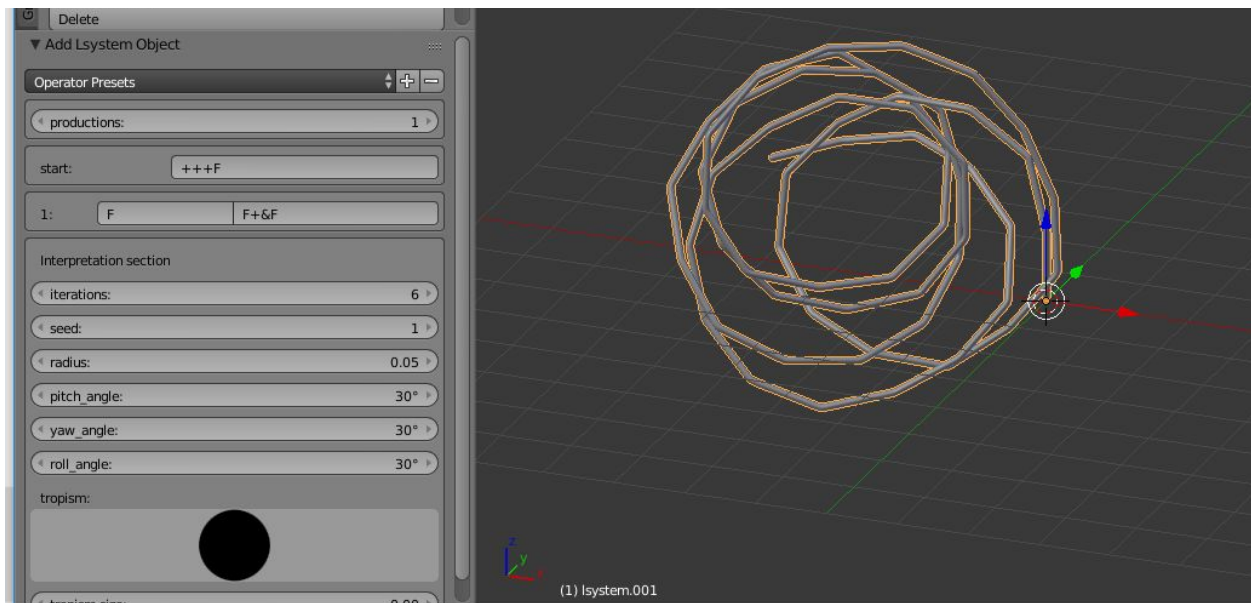 Delete
Add Lsystem Object
Operator Presets
productions: 1
start: +++F
1: F F+&F
Interpretation section
iterations: 6
seed: 1
radius: 0.05
pitch_angle: 30°
yaw_angle: 30°
roll_angle: 30°
tropism:
z
y
x
(1) lsystem.001